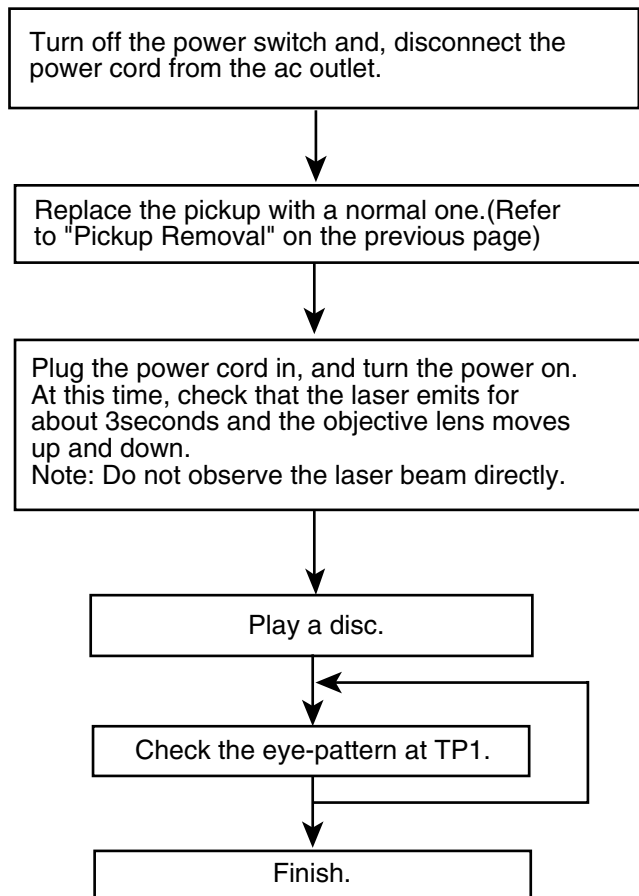 Turn off the power switch and, disconnect the
power cord from the ac outlet.
Replace the pickup with a normal one.(Refer
to "Pickup Removal" on the previous page)
Plug the power cord in, and turn the power on.
At this time, check that the laser emits for
about 3seconds and the objective lens moves
up and down.
Note: Do not observe the laser beam directly.
Play a disc.
Check the eye-pattern at TP1.
Finish.